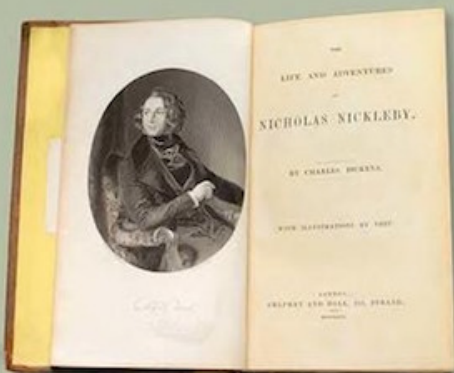 THE
LIFE AND ADVENTURES
OF
NICHOLAS NICKLEBY.
BY CHARLES DICKENS.
WITH ILLUSTRATIONS BY PHIZ.
LONDON:
CHAPMAN AND HALL, 186, STRAND.